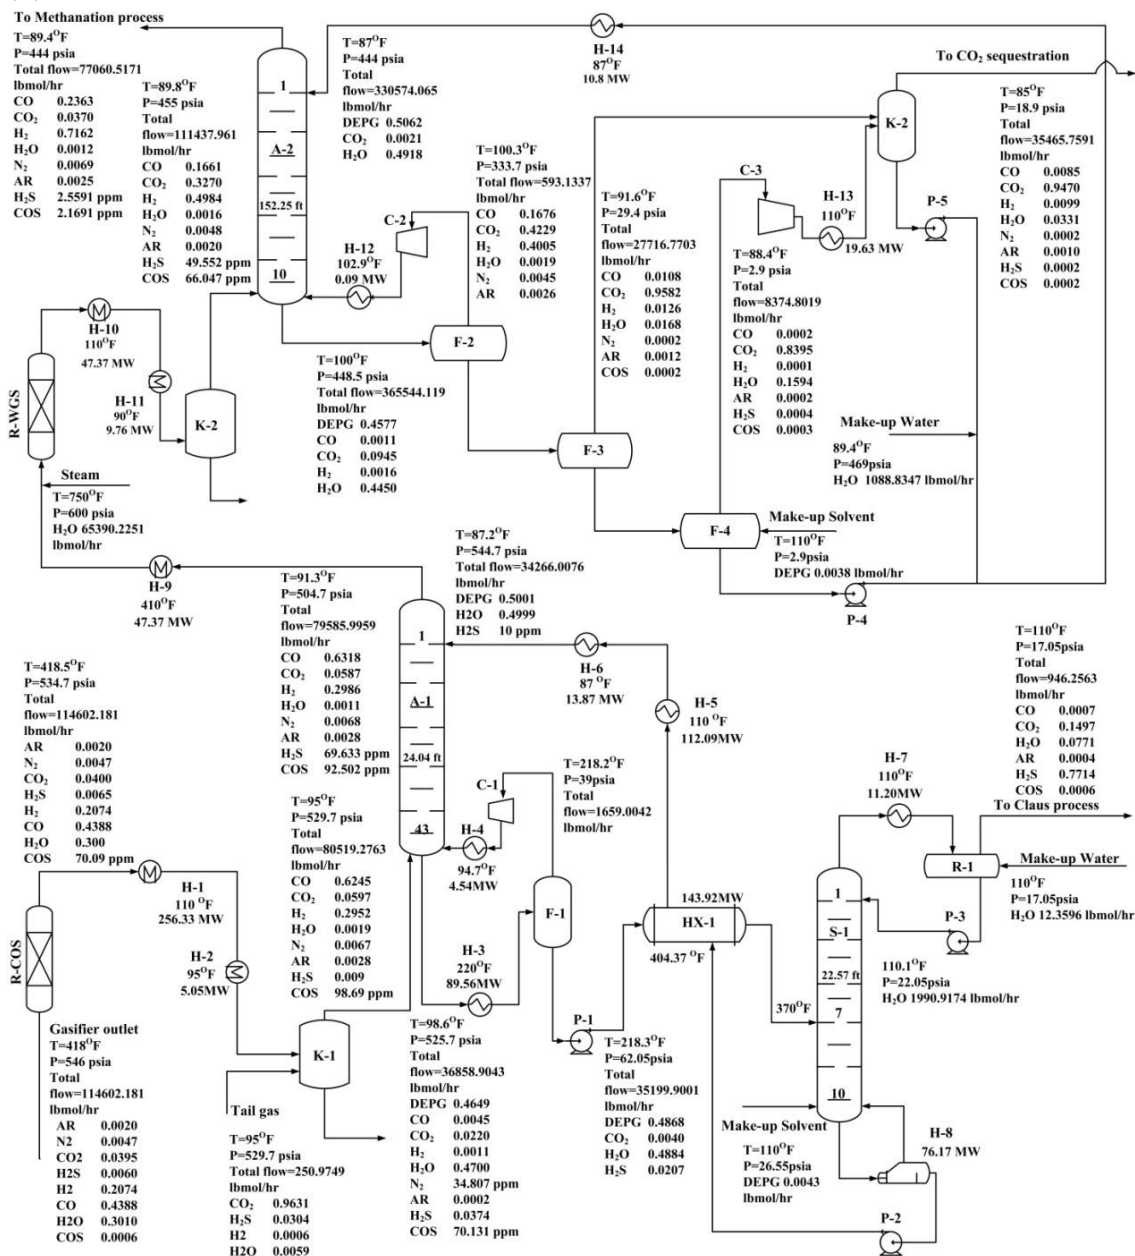 To Methanation process
T=89.4°F
P=444 psia
Total flow=77060.5171
lbmol/hr
CO 0.2363
CO₂ 0.0370
H₂ 0.7162
H₂O 0.0012
N₂ 0.0069
AR 0.0025
H₂S 2.5591 ppm
COS 2.1691 ppm
T=89.8°F
P=455 psia
Total
flow=111437.961
lbmol/hr
CO 0.1661
CO₂ 0.3270
H₂ 0.4984
H₂O 0.0016
N₂ 0.0048
AR 0.0020
H₂S 49.552 ppm
COS 66.047 ppm
1
A-2
152.25 ft
10
T=87°F
P=444 psia
Total
flow=330574.065
lbmol/hr
DEPG 0.5062
CO₂ 0.0021
H₂O 0.4918
H-14
87°F
10.8 MW
To CO₂ sequestration
K-2
T=85°F
P=18.9 psia
Total
flow=35465.7591
lbmol/hr
CO 0.0085
CO₂ 0.9470
H₂ 0.0099
H₂O 0.0331
N₂ 0.0002
AR 0.0010
H₂S 0.0002
COS 0.0002
T=100.3°F
P=333.7 psia
Total flow=593.1337
lbmol/hr
CO 0.1676
CO₂ 0.4229
H₂ 0.4005
H₂O 0.0019
N₂ 0.0045
AR 0.0026
C-2
H-12
102.9°F
0.09 MW
F-2
T=91.6°F
P=29.4 psia
Total
flow=27716.7703
lbmol/hr
CO 0.0108
CO₂ 0.9582
H₂ 0.0126
H₂O 0.0168
N₂ 0.0002
AR 0.0012
COS 0.0002
C-3
H-13
110°F
19.63 MW
P-5
T=88.4°F
P=2.9 psia
Total
flow=8374.8019
lbmol/hr
CO 0.0002
CO₂ 0.8395
H₂ 0.0001
H₂O 0.1594
AR 0.0002
H₂S 0.0004
COS 0.0003
H-10
110°F
47.37 MW
H-11
90°F
9.76 MW
R-WGS
K-2
Steam
T=750°F
P=600 psia
H₂O 65390.2251
lbmol/hr
T=100°F
P=448.5 psia
Total flow=365544.119
lbmol/hr
DEPG 0.4577
CO 0.0011
CO₂ 0.0945
H₂ 0.0016
H₂O 0.4450
F-3
Make-up Water
89.4°F
P=469psia
H₂O 1088.8347 lbmol/hr
F-4
Make-up Solvent
T=110°F
P=2.9psia
DEPG 0.0038 lbmol/hr
P-4
H-9
410°F
47.37 MW
T=91.3°F
P=504.7 psia
Total
flow=79585.9959
lbmol/hr
CO 0.6318
CO₂ 0.0587
H₂ 0.2986
H₂O 0.0011
N₂ 0.0068
AR 0.0028
H₂S 69.633 ppm
COS 92.502 ppm
1
A-1
24.04 ft
43
T=87.2°F
P=544.7 psia
Total flow=34266.0076
lbmol/hr
DEPG 0.5001
H2O 0.4999
H2S 10 ppm
H-6
87 °F
13.87 MW
H-5
110 °F
112.09MW
T=110°F
P=17.05psia
Total
flow=946.2563
lbmol/hr
CO 0.0007
CO₂ 0.1497
H₂O 0.0771
AR 0.0004
H₂S 0.7714
COS 0.0006
T=418.5°F
P=534.7 psia
Total
flow=114602.181
lbmol/hr
AR 0.0020
N₂ 0.0047
CO₂ 0.0400
H₂S 0.0065
H₂ 0.2074
CO 0.4388
H₂O 0.300
COS 70.09 ppm
H-1
110 °F
256.33 MW
H-2
95°F
5.05MW
R-COS
T=95°F
P=529.7 psia
Total
flow=80519.2763
lbmol/hr
CO 0.6245
CO₂ 0.0597
H₂ 0.2952
H₂O 0.0019
N₂ 0.0067
AR 0.0028
H₂S 0.009
COS 98.69 ppm
C-1
H-4
94.7°F
4.54MW
T=218.2°F
P=39psia
Total
flow=1659.0042
lbmol/hr
F-1
H-3
220°F
89.56MW
P-1
143.92MW
HX-1
404.37 °F
370°F
H-7
110°F
11.20MW
To Claus process
R-1
Make-up Water
110°F
P=17.05psia
H₂O 12.3596 lbmol/hr
P-3
110.1°F
P=22.05psia
H₂O 1990.9174 lbmol/hr
1
S-1
22.57 ft
7
10
Gasifier outlet
T=418°F
P=546 psia
Total
flow=114602.181
lbmol/hr
AR 0.0020
N2 0.0047
CO2 0.0395
H2S 0.0060
H2 0.2074
CO 0.4388
H2O 0.3010
COS 0.0006
K-1
Tail gas
T=95°F
P=529.7 psia
Total flow=250.9749
lbmol/hr
CO₂ 0.9631
H₂S 0.0304
H2 0.0006
H2O 0.0059
T=98.6°F
P=525.7 psia
Total
flow=36858.9043
lbmol/hr
DEPG 0.4649
CO 0.0045
CO₂ 0.0220
H₂ 0.0011
H₂O 0.4700
N₂ 34.807 ppm
AR 0.0002
H₂S 0.0374
COS 70.131 ppm
T=218.3°F
P=62.05psia
Total
flow=35199.9001
lbmol/hr
DEPG 0.4868
CO₂ 0.0040
H₂O 0.4884
H₂S 0.0207
Make-up Solvent
T=110°F
P=26.55psia
DEPG 0.0043
lbmol/hr
H-8
76.17 MW
P-2